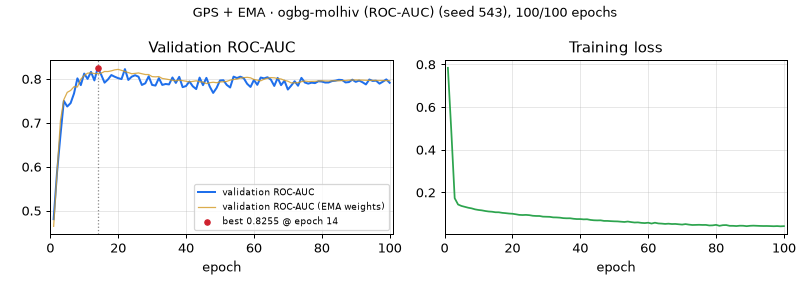 GPS + EMA · ogbg-molhiv (ROC-AUC) (seed 543), 100/100 epochs
Validation ROC-AUC
Training loss
0.8
0.7
0.6
0.5
validation ROC-AUC
validation ROC-AUC (EMA weights)
best 0.8255 @ epoch 14
0 20 40 60 80 100
epoch
0.8
0.6
0.4
0.2
0 20 40 60 80 100
epoch